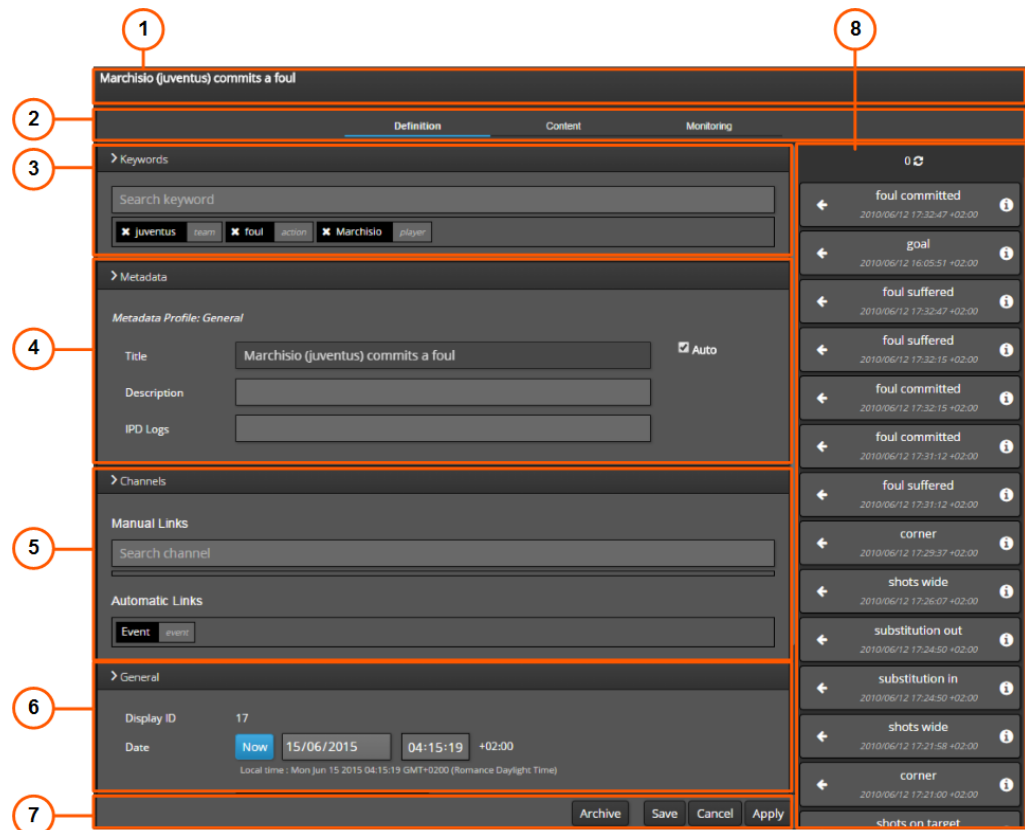 1
8
Marchisio (juventus) commits a foul
2
Definition Content Monitoring
3
Keywords
Search keyword
juventus team foul action Marchisio player
4
Metadata
Metadata Profile: General
Title Marchisio (juventus) commits a foul Auto
Description
IPD Logs
5
Channels
Manual Links
Search channel
Automatic Links
Event event
6
General
Display ID 17
Date Now 15/06/2015 04:15:19 +02:00
Local time : Mon Jun 15 2015 04:15:19 GMT+0200 (Romance Daylight Time)
7
Archive Save Cancel Apply
0
foul committed
2010/06/12 17:32:47 +02:00
goal
2010/06/12 16:05:51 +02:00
foul suffered
2010/06/12 17:32:47 +02:00
foul suffered
2010/06/12 17:32:15 +02:00
foul committed
2010/06/12 17:32:15 +02:00
foul committed
2010/06/12 17:31:12 +02:00
foul suffered
2010/06/12 17:31:12 +02:00
corner
2010/06/12 17:29:37 +02:00
shots wide
2010/06/12 17:26:07 +02:00
substitution out
2010/06/12 17:24:50 +02:00
substitution in
2010/06/12 17:24:50 +02:00
shots wide
2010/06/12 17:21:58 +02:00
corner
2010/06/12 17:21:00 +02:00
shots on target